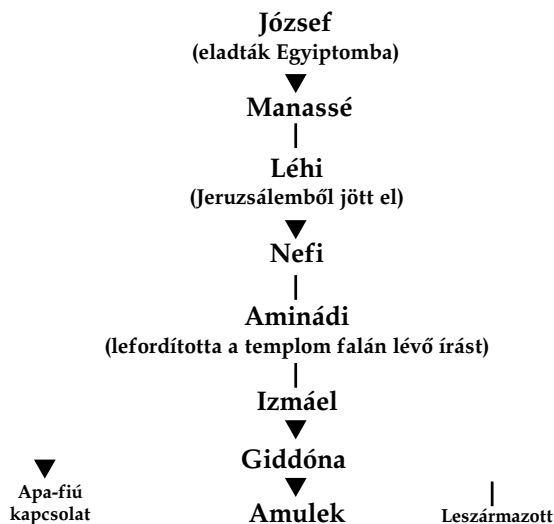 József
(eladták Egyiptomba)
Manassé
Léhi
(Jeruzsálemből jött el)
Nefi
Aminádi
(lefordította a templom falán lévő írást)
Izmáel
Giddóna
Amulek
Apa-fiú
kapcsolat
Leszármazott